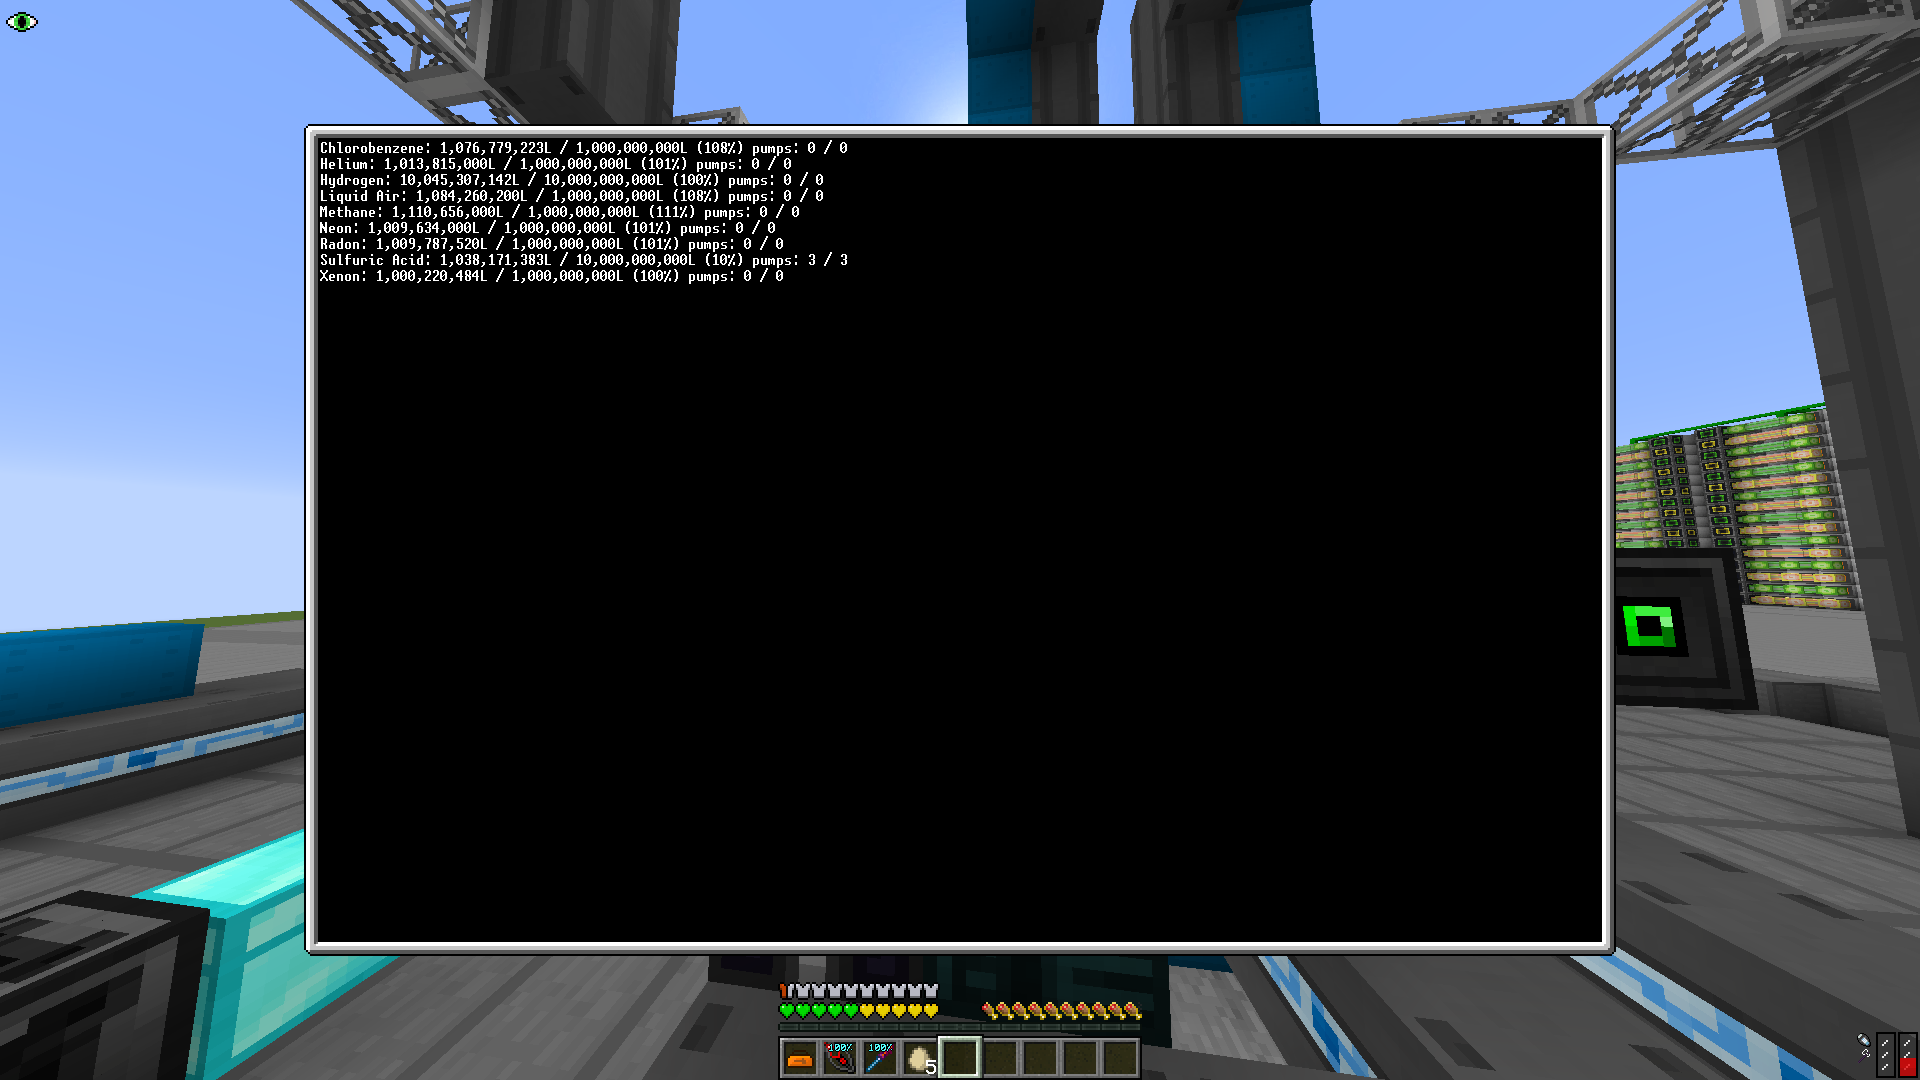 Chlorobenzene: 1,076,779,223L / 1,000,000,000L (108%) pumps: 0 / 0
Helium: 1,013,815,000L / 1,000,000,000L (101%) pumps: 0 / 0
Hydrogen: 10,045,307,142L / 10,000,000,000L (100%) pumps: 0 / 0
Liquid Air: 1,084,260,200L / 1,000,000,000L (108%) pumps: 0 / 0
Methane: 1,110,656,000L / 1,000,000,000L (111%) pumps: 0 / 0
Neon: 1,009,634,000L / 1,000,000,000L (101%) pumps: 0 / 0
Radon: 1,009,787,520L / 1,000,000,000L (101%) pumps: 0 / 0
Sulfuric Acid: 1,038,171,383L / 10,000,000,000L (10%) pumps: 3 / 3
Xenon: 1,000,220,484L / 1,000,000,000L (100%) pumps: 0 / 0
100% 100% 5